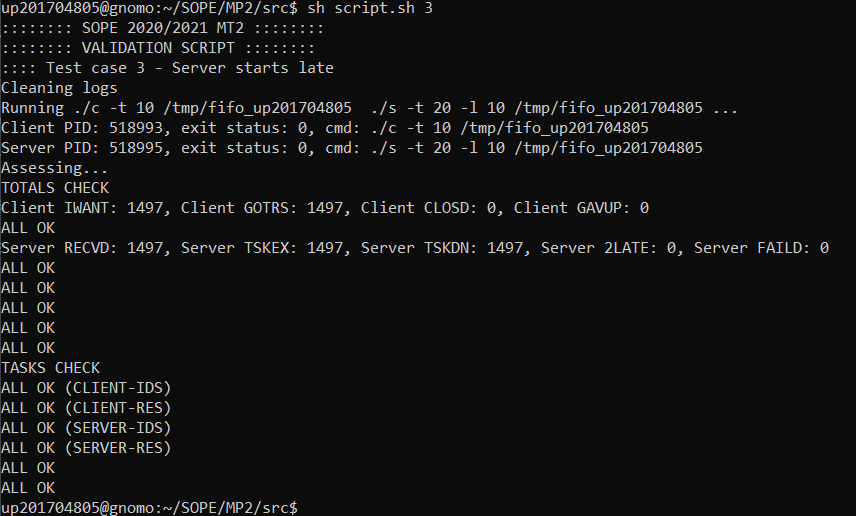 up201704805@gnomo:~/SOPE/MP2/src$ sh script.sh 3
:::::::: SOPE 2020/2021 MT2 ::::::::
:::::::: VALIDATION SCRIPT ::::::::
:::: Test case 3 - Server starts late
Cleaning logs
Running ./c -t 10 /tmp/fifo_up201704805  ./s -t 20 -l 10 /tmp/fifo_up201704805 ...
Client PID: 518993, exit status: 0, cmd: ./c -t 10 /tmp/fifo_up201704805
Server PID: 518995, exit status: 0, cmd: ./s -t 20 -l 10 /tmp/fifo_up201704805
Assessing...
TOTALS CHECK
Client IWANT: 1497, Client GOTRS: 1497, Client CLOSD: 0, Client GAVUP: 0
ALL OK
Server RECVD: 1497, Server TSKEX: 1497, Server TSKDN: 1497, Server 2LATE: 0, Server FAILD: 0
ALL OK
ALL OK
ALL OK
ALL OK
ALL OK
TASKS CHECK
ALL OK (CLIENT-IDS)
ALL OK (CLIENT-RES)
ALL OK (SERVER-IDS)
ALL OK (SERVER-RES)
ALL OK
ALL OK
up201704805@gnomo:~/SOPE/MP2/src$